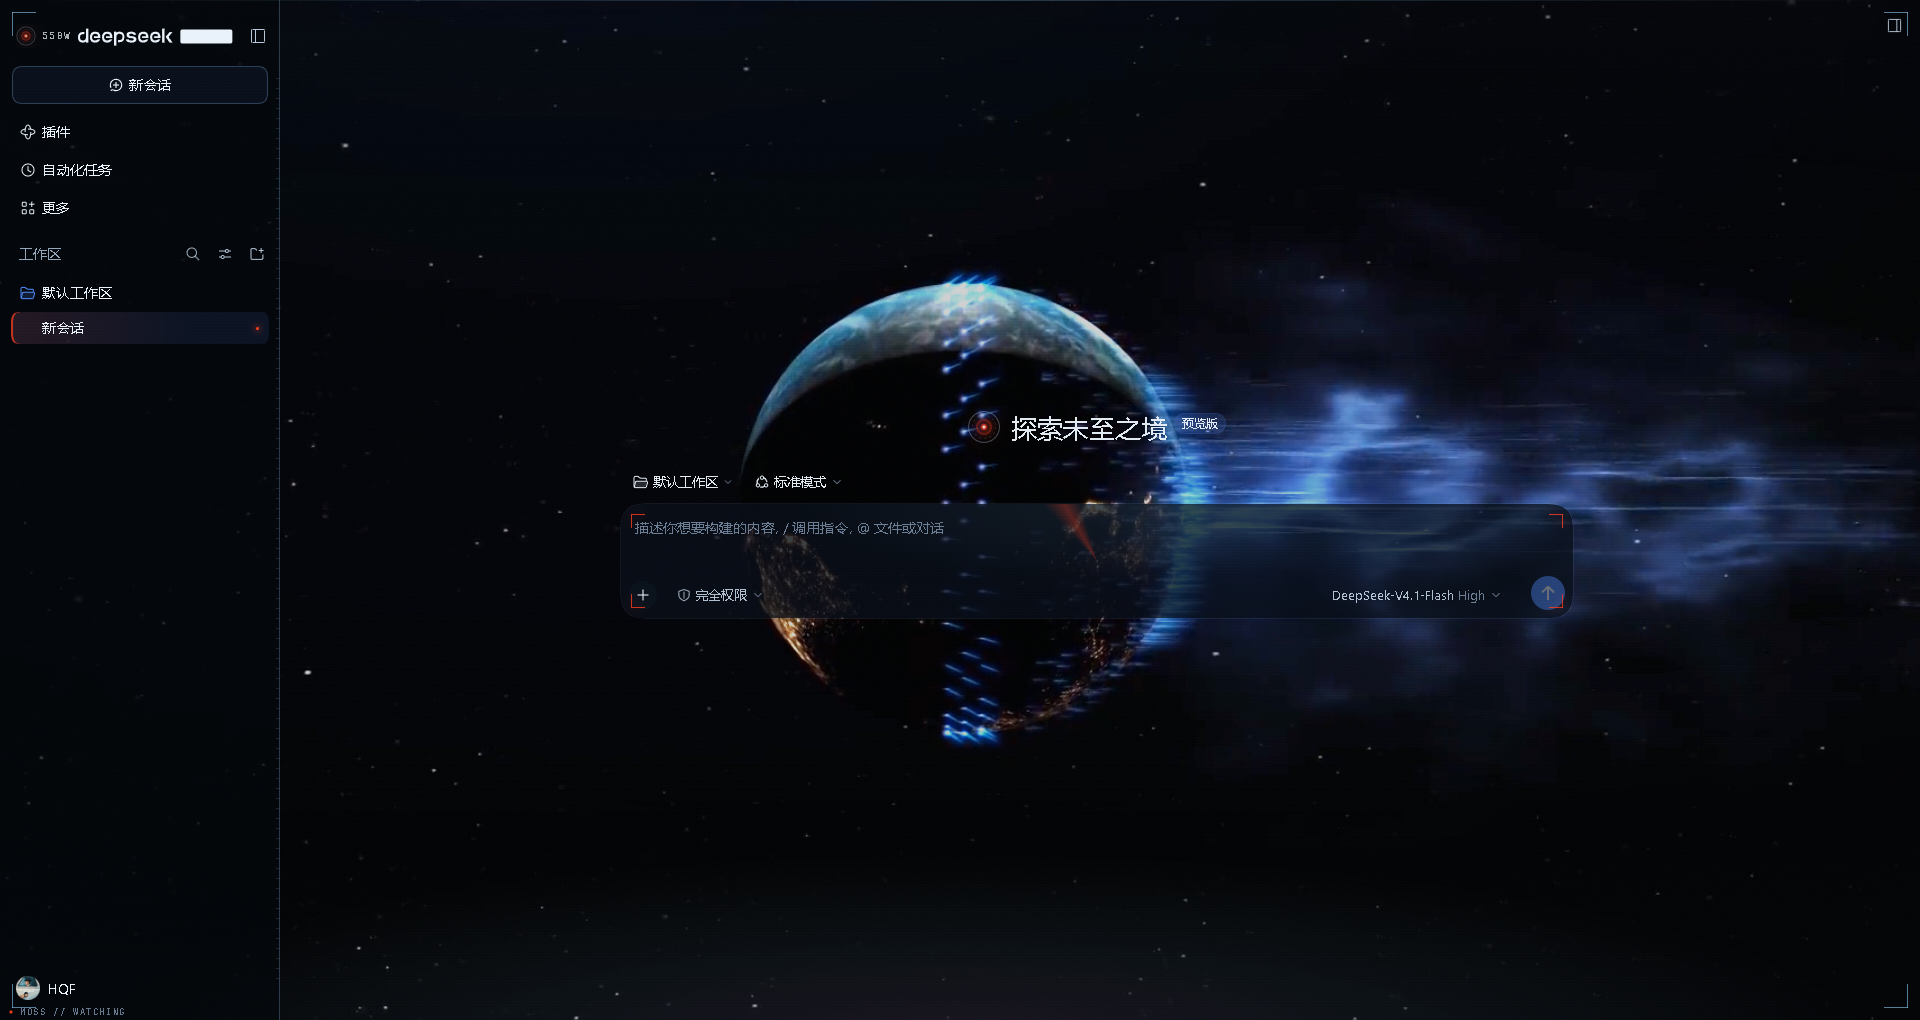 55BW deepseek
新会话
插件
自动化任务
更多
工作区
默认工作区
新会话
探索未至之境 预览版
默认工作区 标准模式
描述你想要构建的内容, / 调用指令, @ 文件或对话
完全权限 DeepSeek-V4.1-Flash High
HQF
MOSS // WATCHING